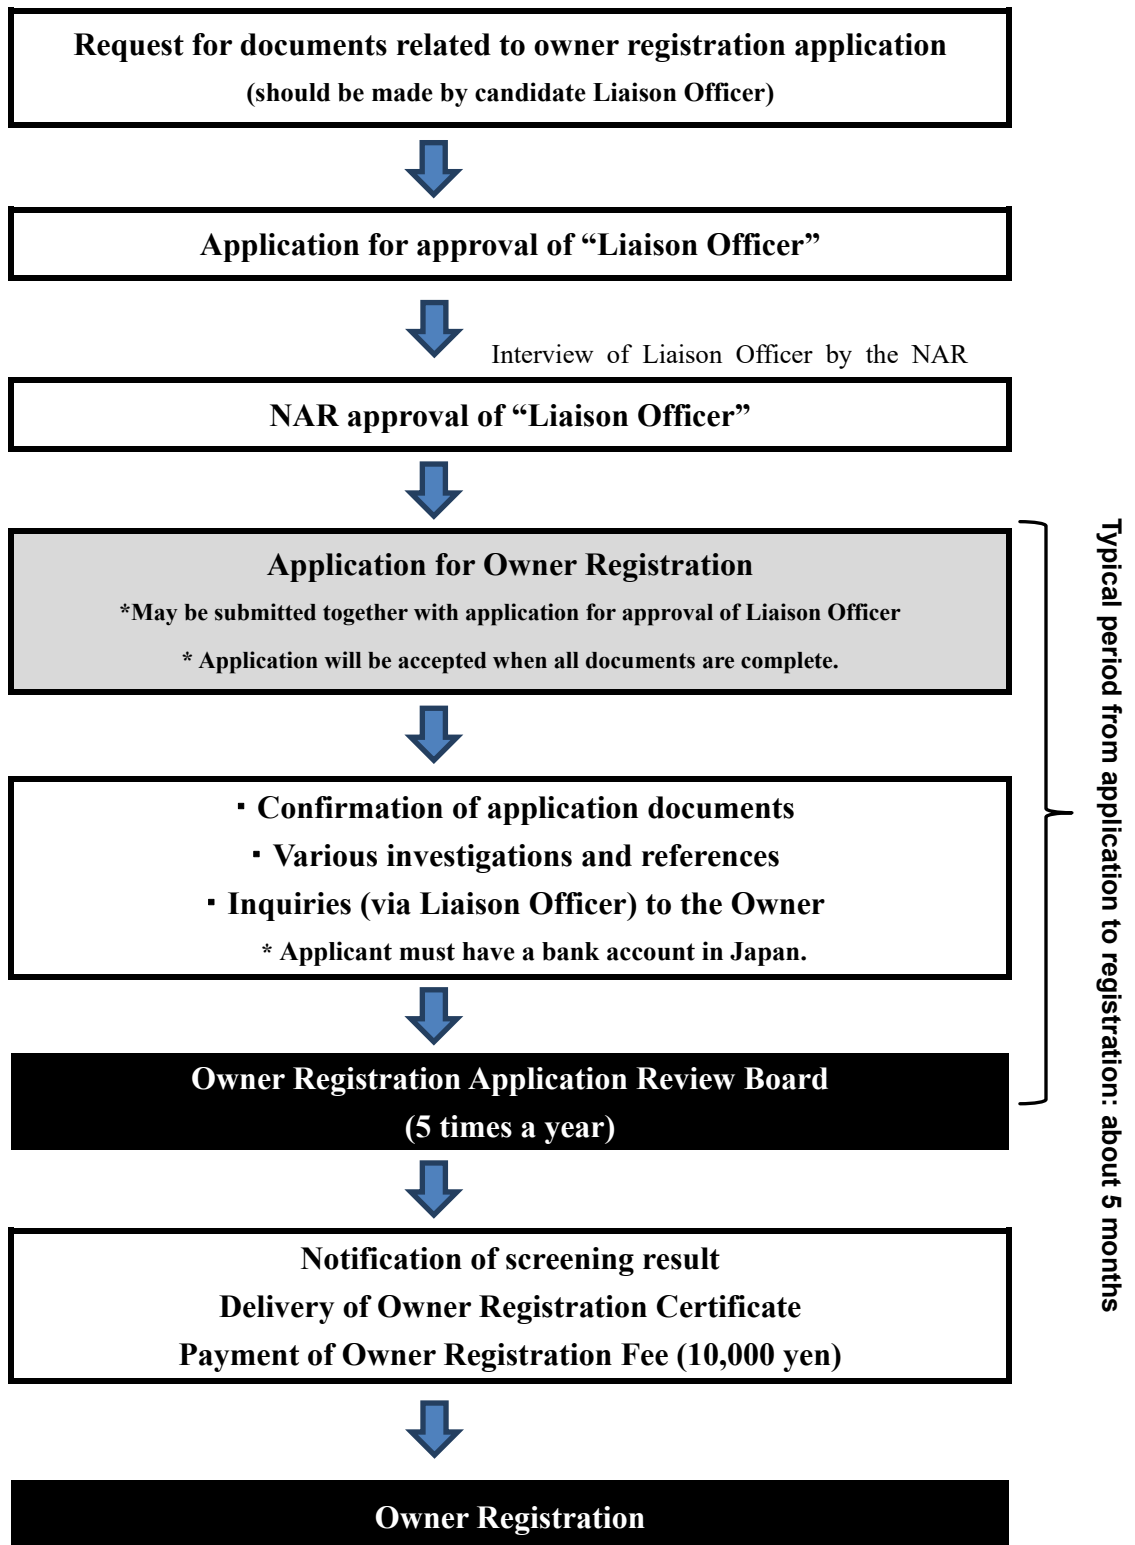 Request for documents related to owner registration application
(should be made by candidate Liaison Officer)
Application for approval of “Liaison Officer”
Interview of Liaison Officer by the NAR
NAR approval of “Liaison Officer”
Application for Owner Registration
*May be submitted together with application for approval of Liaison Officer
* Application will be accepted when all documents are complete.
・Confirmation of application documents
・Various investigations and references
・Inquiries (via Liaison Officer) to the Owner
* Applicant must have a bank account in Japan.
Owner Registration Application Review Board
(5 times a year)
Typical period from application to registration: about 5 months
Notification of screening result
Delivery of Owner Registration Certificate
Payment of Owner Registration Fee (10,000 yen)
Owner Registration